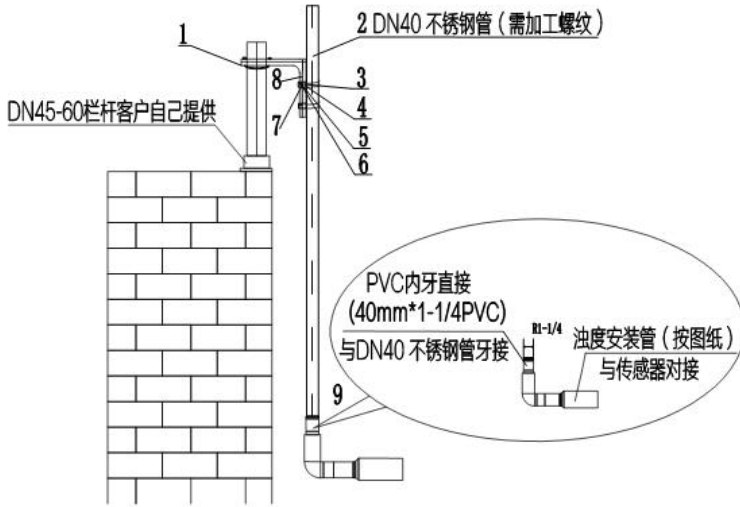 1
2 DN40 不锈钢管（需加工螺纹）
8
3
4
7
5
6
DN45-60栏杆客户自己提供
PVC内牙直接
(40mm*1-1/4PVC)
与DN40 不锈钢管牙接
R1-1/4
浊度安装管（按图纸）
与传感器对接
9